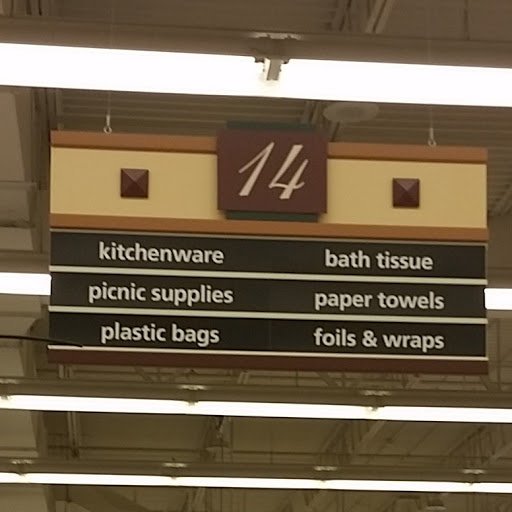 14
kitchenware bath tissue
picnic supplies paper towels
plastic bags foils & wraps